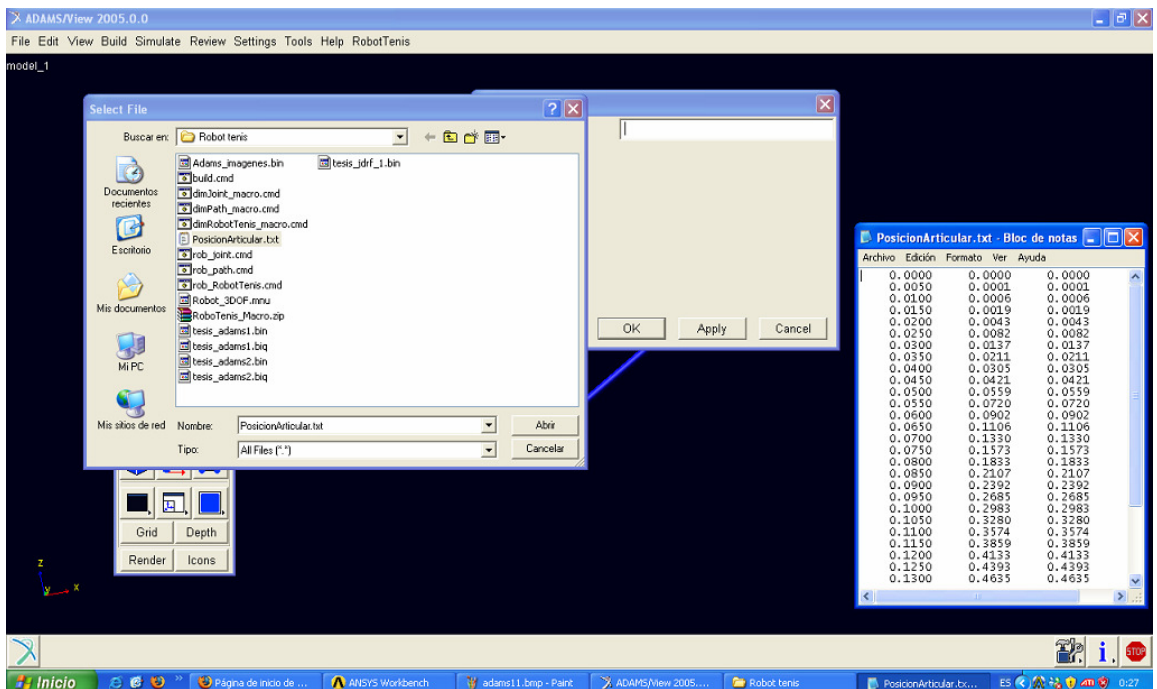 ADAMS/View 2005.0.0
File Edit View Build Simulate Review Settings Tools Help RobotTenis
model_1
Select File
Buscar en:
Robot tenis
Documentos recientes
Escritorio
Mis documentos
Mi PC
Mis sitios de red
Adams_imagenes.bin
build.cmd
dimJoint_macro.cmd
dimPath_macro.cmd
dimRobotTenis_macro.cmd
PosicionArticular.txt
rob_joint.cmd
rob_path.cmd
rob_RobotTenis.cmd
Robot_3DOF.mnu
RoboTenis_Macro.zip
tesis_adams1.bin
tesis_adams1.biq
tesis_adams2.bin
tesis_adams2.biq
tesis_jdrf_1.bin
Nombre: PosicionArticular.txt Abrir
Tipo: All Files (*.*) Cancelar
OK Apply Cancel
PosicionArticular.txt - Bloc de notas
Archivo Edición Formato Ver Ayuda
0.0000 0.0000 0.0000
0.0050 0.0001 0.0001
0.0100 0.0006 0.0006
0.0150 0.0019 0.0019
0.0200 0.0043 0.0043
0.0250 0.0082 0.0082
0.0300 0.0137 0.0137
0.0350 0.0211 0.0211
0.0400 0.0305 0.0305
0.0450 0.0421 0.0421
0.0500 0.0559 0.0559
0.0550 0.0720 0.0720
0.0600 0.0902 0.0902
0.0650 0.1106 0.1106
0.0700 0.1330 0.1330
0.0750 0.1573 0.1573
0.0800 0.1833 0.1833
0.0850 0.2107 0.2107
0.0900 0.2392 0.2392
0.0950 0.2685 0.2685
0.1000 0.2983 0.2983
0.1050 0.3280 0.3280
0.1100 0.3574 0.3574
0.1150 0.3859 0.3859
0.1200 0.4133 0.4133
0.1250 0.4393 0.4393
0.1300 0.4635 0.4635
Grid Depth
Render Icons
z
y x
i
STOP
Inicio
Página de inicio de ...
ANSYS Workbench
adams11.bmp - Paint
ADAMS/View 2005....
Robot tenis
PosicionArticular.tx...
ES
0:27